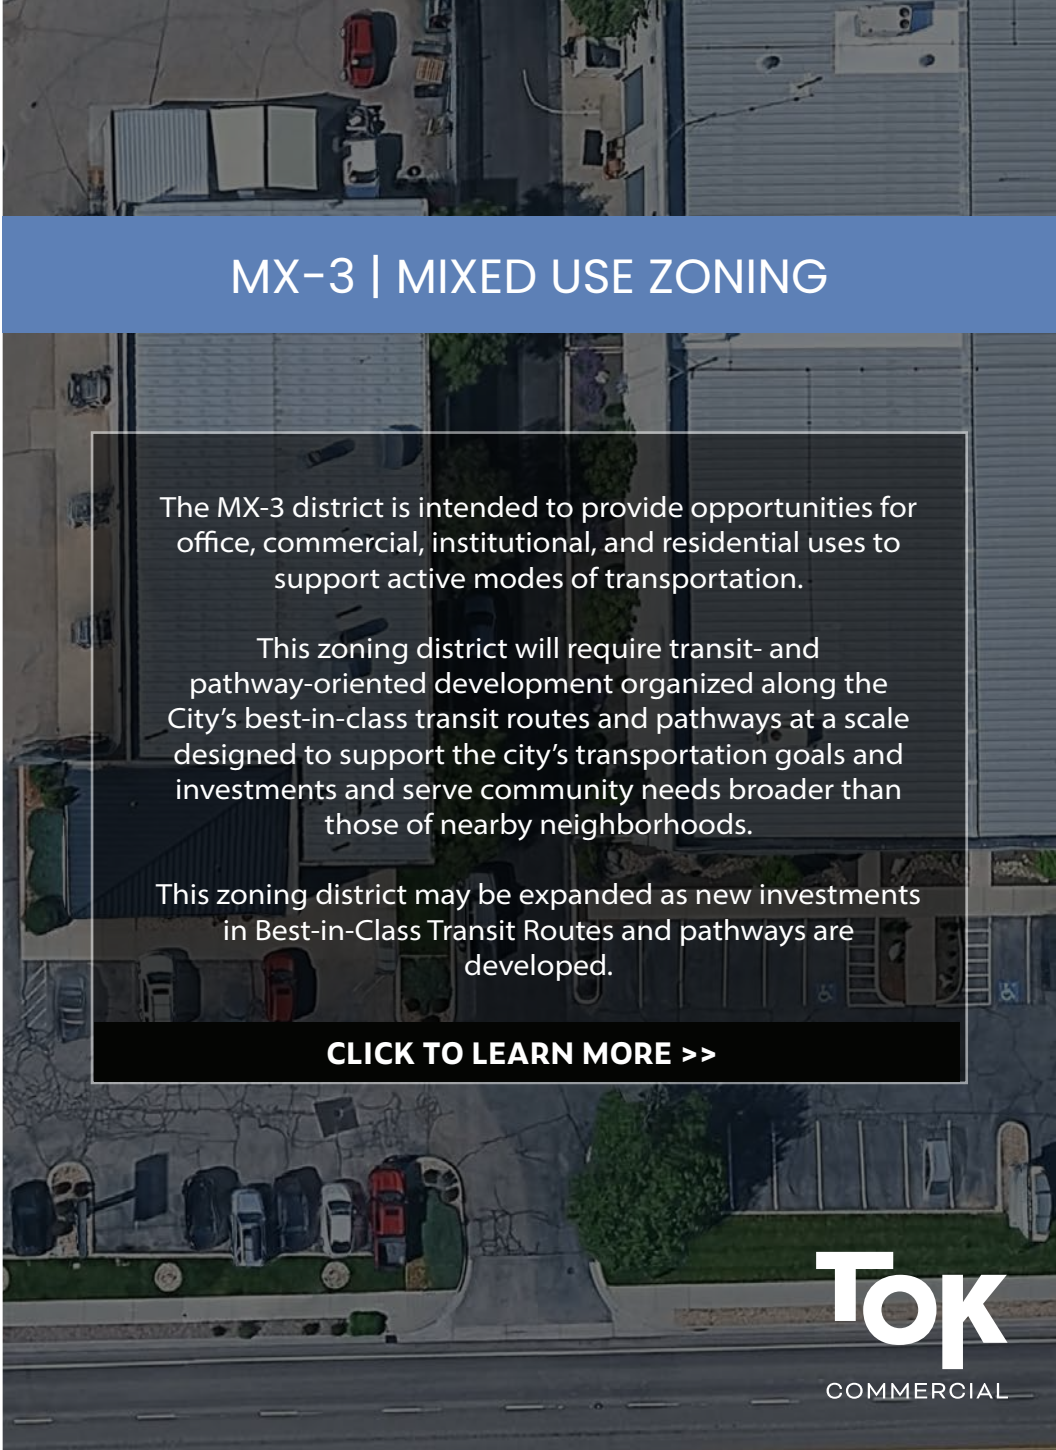 MX-3 | MIXED USE ZONING
The MX-3 district is intended to provide opportunities for
office, commercial, institutional, and residential uses to
support active modes of transportation.
This zoning district will require transit- and
pathway-oriented development organized along the
City’s best-in-class transit routes and pathways at a scale
designed to support the city’s transportation goals and
investments and serve community needs broader than
those of nearby neighborhoods.
This zoning district may be expanded as new investments
in Best-in-Class Transit Routes and pathways are
developed.
CLICK TO LEARN MORE >>
TOK
COMMERCIAL